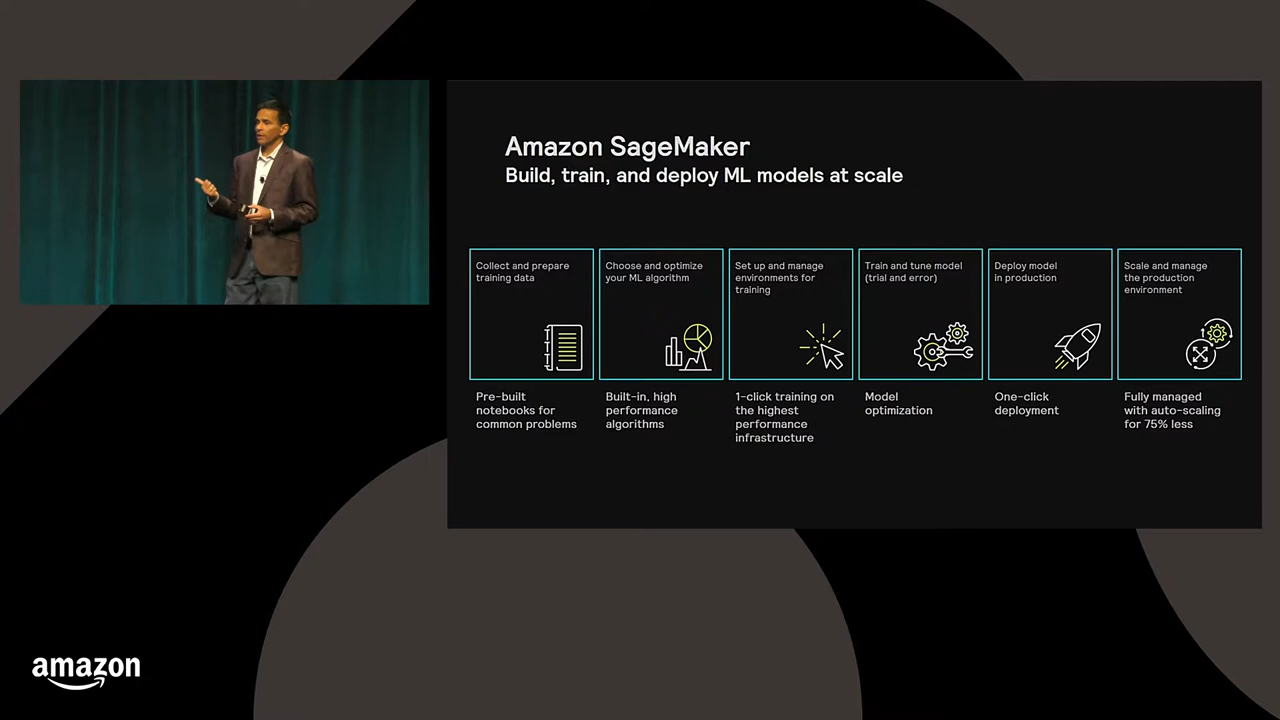 Amazon SageMaker
Build, train, and deploy ML models at scale
Collect and prepare
training data
Choose and optimize
your ML algorithm
Set up and manage
environments for
training
Train and tune model
(trial and error)
Deploy model
in production
Scale and manage
the production
environment
Pre-built
notebooks for
common problems
Built-in, high
performance
algorithms
1-click training on
the highest
performance
infrastructure
Model
optimization
One-click
deployment
Fully managed
with auto-scaling
for 75% less
amazon